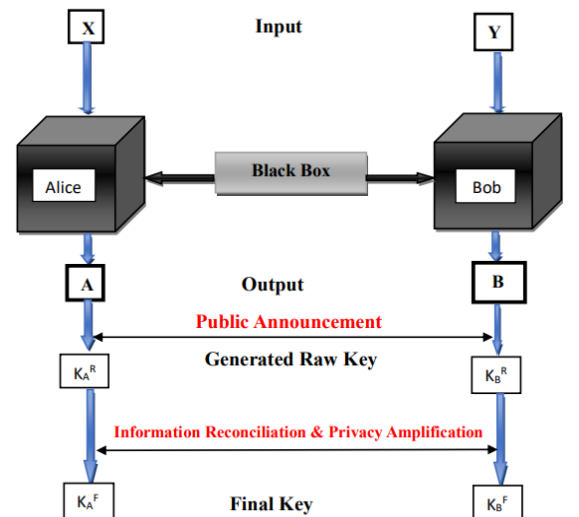 X Input Y
Alice Black Box Bob
A Output B
Public Announcement
Generated Raw Key
K_A^R K_B^R
Information Reconciliation & Privacy Amplification
K_A^F Final Key K_B^F